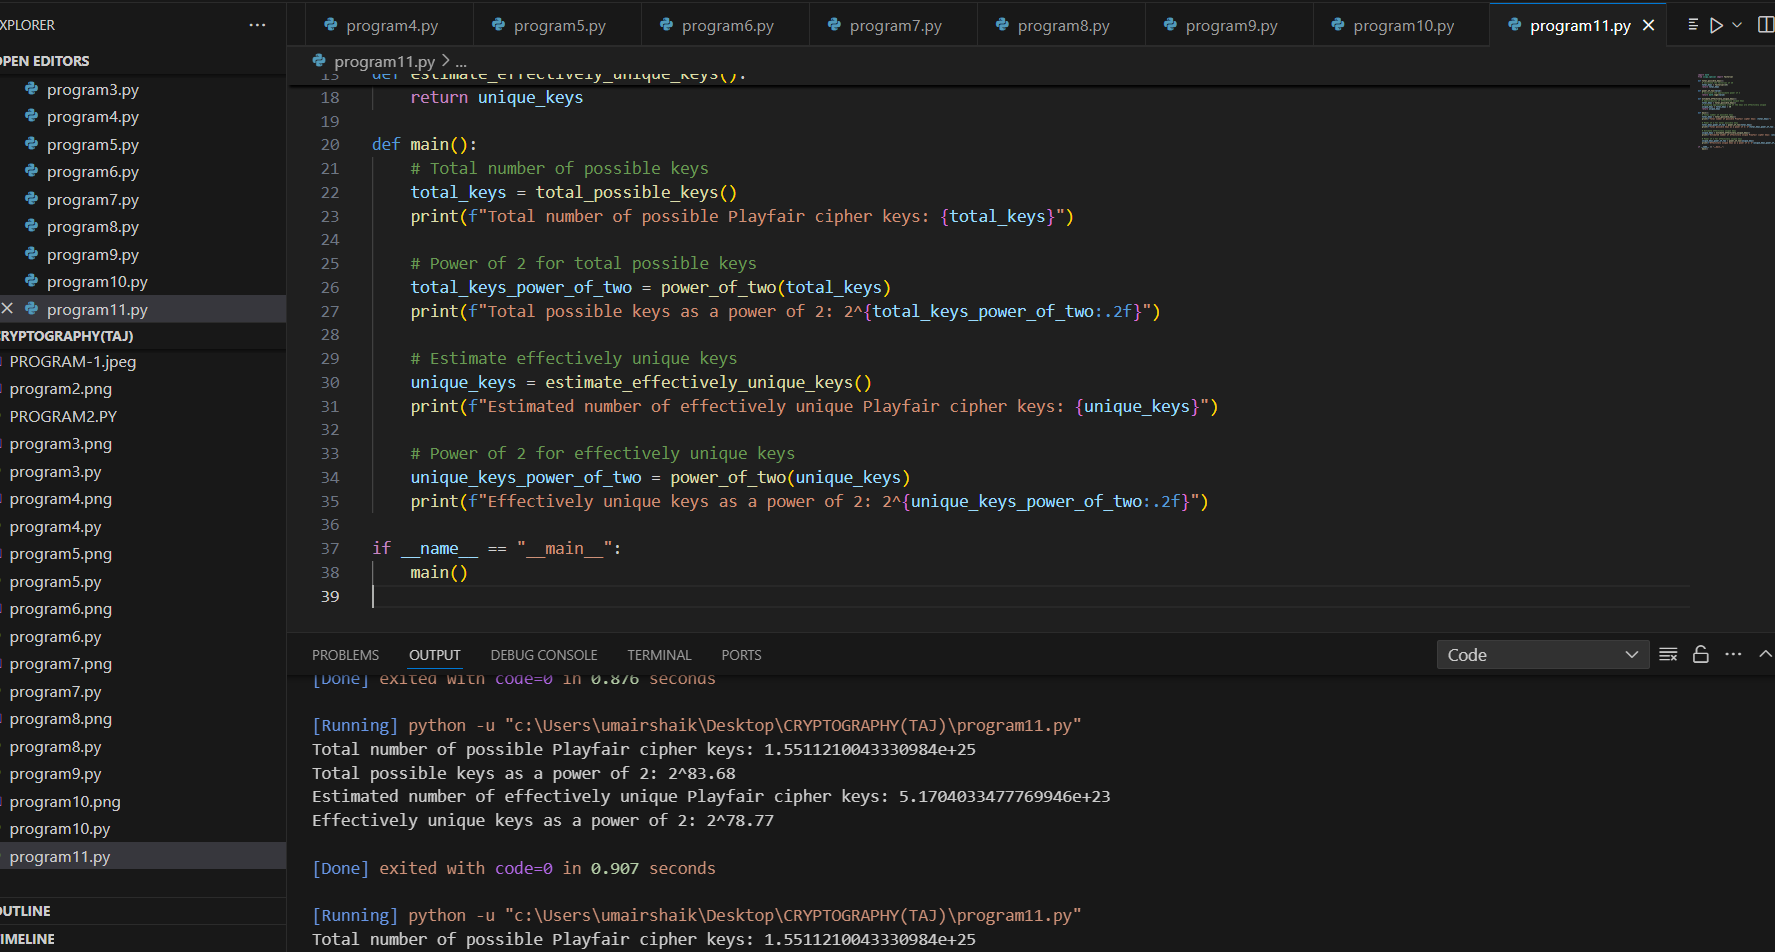 XPLORER
OPEN EDITORS
program3.py
program4.py
program5.py
program6.py
program7.py
program8.py
program9.py
program10.py
program11.py
CRYPTOGRAPHY(TAJ)
PROGRAM-1.jpeg
program2.png
PROGRAM2.PY
program3.png
program3.py
program4.png
program4.py
program5.png
program5.py
program6.png
program6.py
program7.png
program7.py
program8.png
program8.py
program9.py
program10.png
program10.py
program11.py
OUTLINE
TIMELINE
program4.py program5.py program6.py program7.py program8.py program9.py program10.py program11.py
program11.py > ...
13 def estimate_effectively_unique_keys():
18 return unique_keys
19
20 def main():
21 # Total number of possible keys
22 total_keys = total_possible_keys()
23 print(f"Total number of possible Playfair cipher keys: {total_keys}")
24
25 # Power of 2 for total possible keys
26 total_keys_power_of_two = power_of_two(total_keys)
27 print(f"Total possible keys as a power of 2: 2^{total_keys_power_of_two:.2f}")
28
29 # Estimate effectively unique keys
30 unique_keys = estimate_effectively_unique_keys()
31 print(f"Estimated number of effectively unique Playfair cipher keys: {unique_keys}")
32
33 # Power of 2 for effectively unique keys
34 unique_keys_power_of_two = power_of_two(unique_keys)
35 print(f"Effectively unique keys as a power of 2: 2^{unique_keys_power_of_two:.2f}")
36
37 if __name__ == "__main__":
38 main()
39
PROBLEMS OUTPUT DEBUG CONSOLE TERMINAL PORTS Code
[Done] exited with code=0 in 0.876 seconds
[Running] python -u "c:\Users\umairshaik\Desktop\CRYPTOGRAPHY(TAJ)\program11.py"
Total number of possible Playfair cipher keys: 1.5511210043330984e+25
Total possible keys as a power of 2: 2^83.68
Estimated number of effectively unique Playfair cipher keys: 5.1704033477769946e+23
Effectively unique keys as a power of 2: 2^78.77
[Done] exited with code=0 in 0.907 seconds
[Running] python -u "c:\Users\umairshaik\Desktop\CRYPTOGRAPHY(TAJ)\program11.py"
Total number of possible Playfair cipher keys: 1.5511210043330984e+25